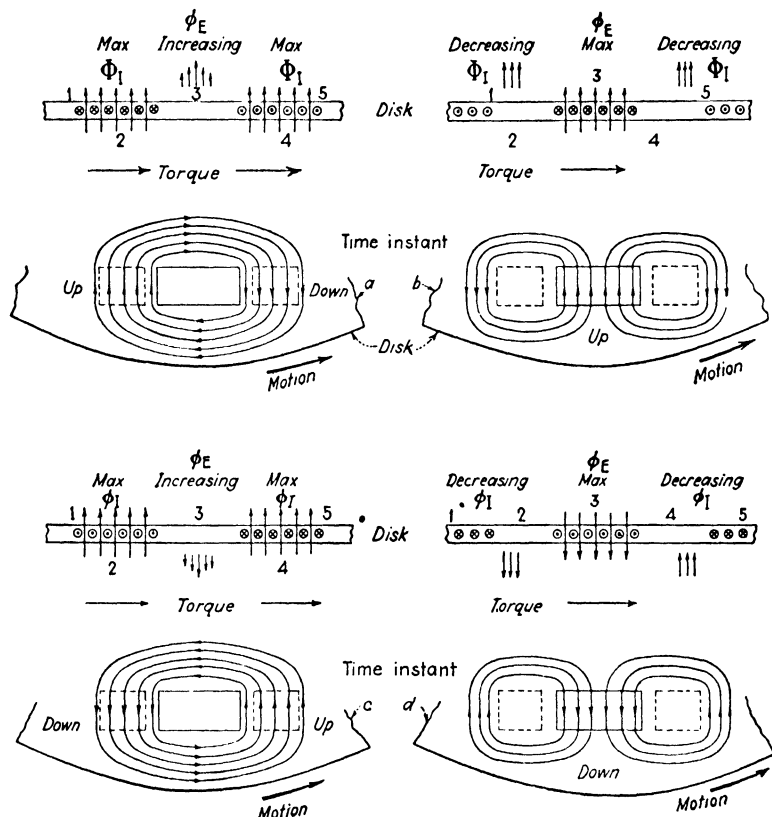 ϕE ϕE
Max Increasing Max Decreasing Max Decreasing
ΦI ΦI ΦI 3 ΦI
1 3 5 5
Disk
2 4 2 4
Torque Torque
Time instant
Up Down a b Up
Disk
Motion Motion
ϕE ϕE
Max Increasing Max Decreasing Max Decreasing
ϕI ϕI ϕI 3 ϕI
1 3 5 1 2 4 5
Disk
2 4
Torque Torque
Time instant
Down Up c d
Down
Motion Motion